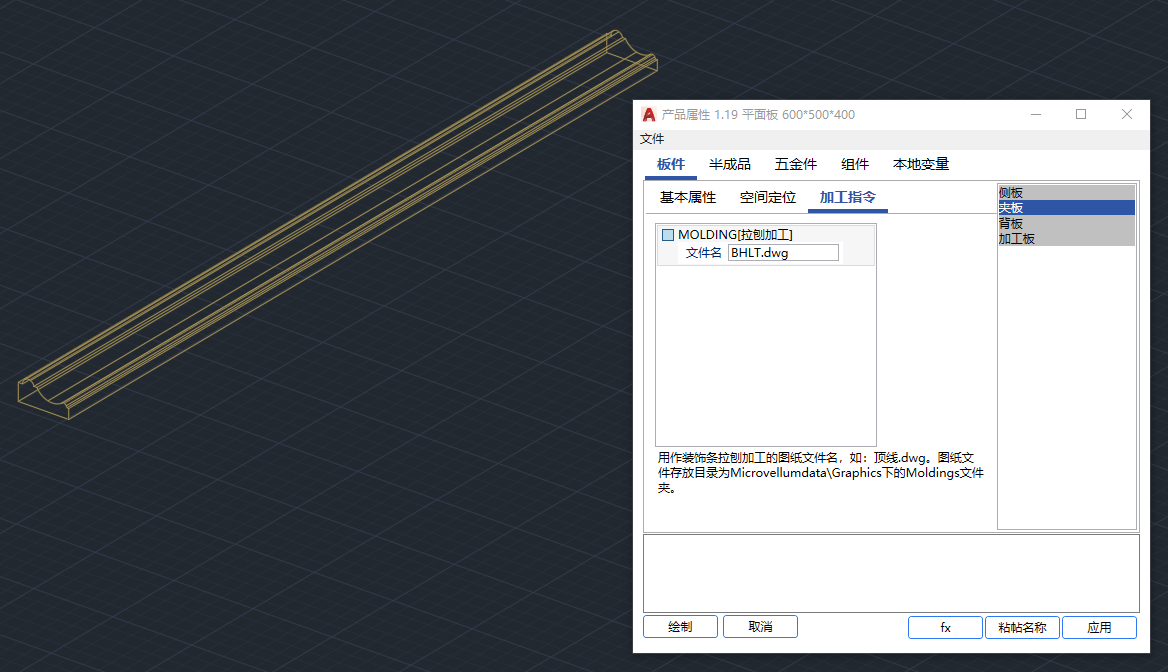 产品属性 1.19 平面板 600*500*400
文件
板件 半成品 五金件 组件 本地变量
基本属性 空间定位 加工指令
侧板
夹板
背板
加工板
MOLDING[拉刨加工]
文件名 BHLT.dwg
用作装饰条拉刨加工的图纸文件名，如：顶线.dwg。图纸文
件存放目录为Microvellumdata\Graphics下的Moldings文件
夹。
绘制 取消 fx 粘帖名称 应用